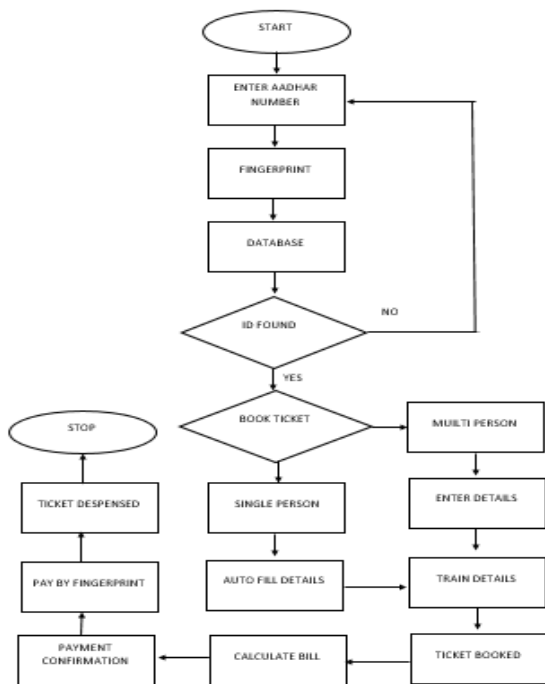 START
ENTER AADHAR
NUMBER
FINGERPRINT
DATABASE
ID FOUND
NO
YES
BOOK TICKET
MUILTI PERSON
STOP
TICKET DESPENSED
SINGLE PERSON
ENTER DETAILS
PAY BY FINGERPRINT
AUTO FILL DETAILS
TRAIN DETAILS
PAYMENT
CONFIRMATION
CALCULATE BILL
TICKET BOOKED